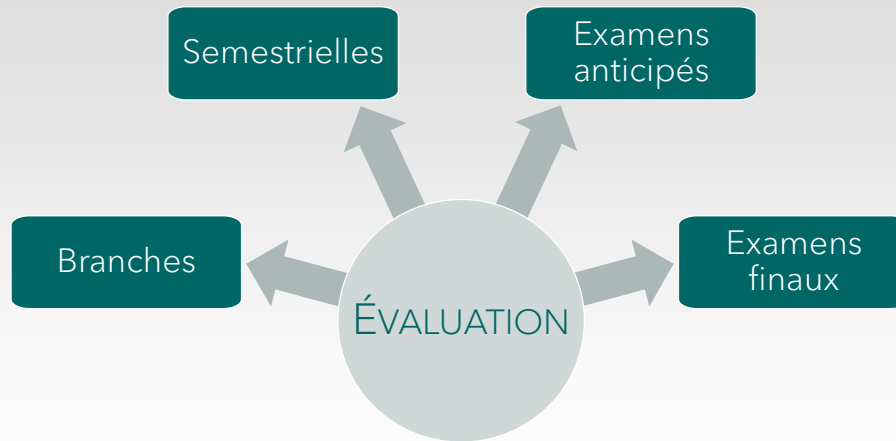 Semestrielles
Examens
anticipés
Branches
Examens
finaux
ÉVALUATION